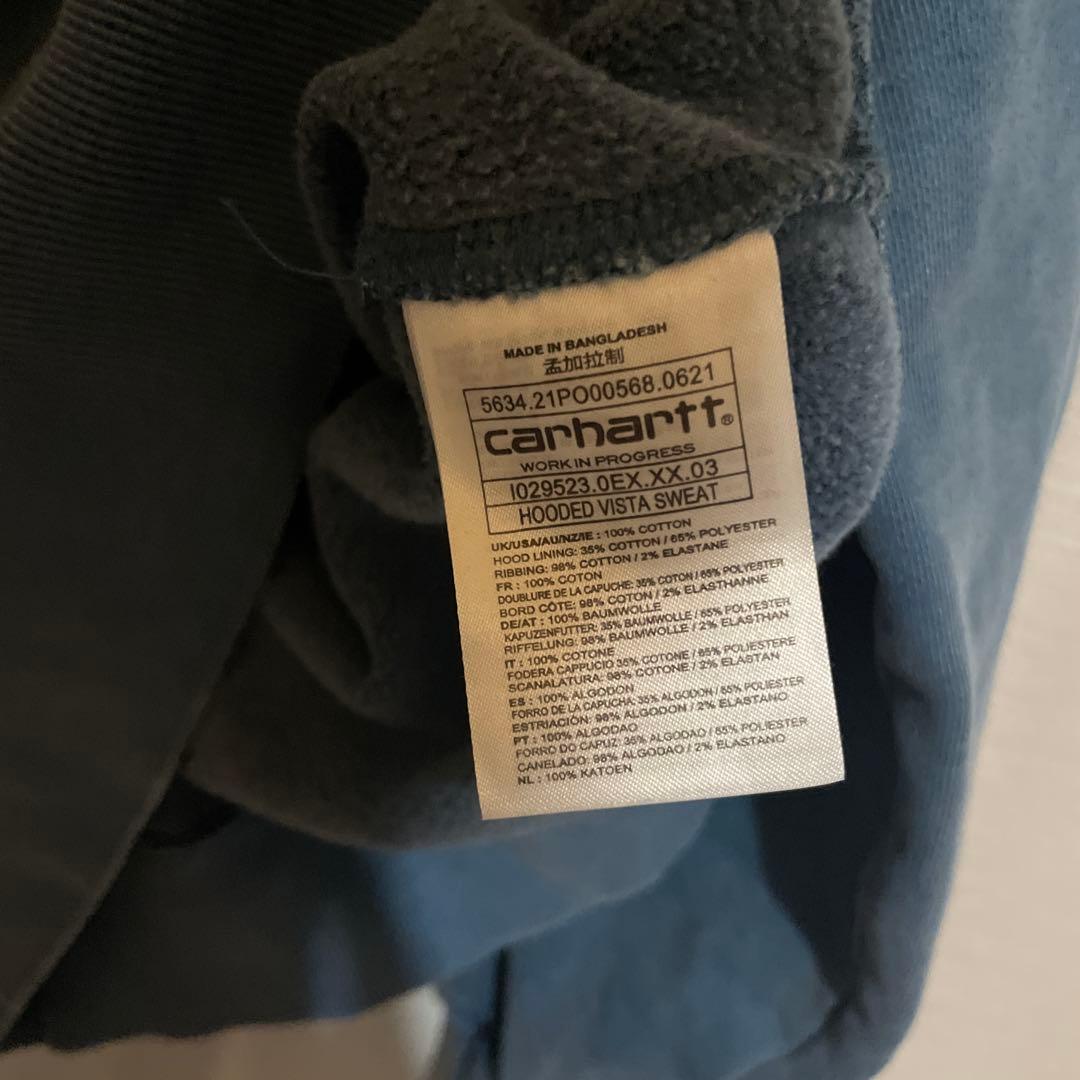 MADE IN BANGLADESH
孟加拉制
5634.21PO00568.0621
carhartt®
WORK IN PROGRESS
I029523.0EX.XX.03
HOODED VISTA SWEAT
UK/USA/AU/NZ/IE : 100% COTTON
HOOD LINING: 35% COTTON / 65% POLYESTER
RIBBING: 98% COTTON / 2% ELASTANE
FR : 100% COTON
DOUBLURE DE LA CAPUCHE: 35% COTON / 65% POLYESTER
BORD CÔTE: 98% COTON / 2% ELASTHANNE
DE/AT : 100% BAUMWOLLE
KAPUZENFUTTER: 35% BAUMWOLLE / 65% POLYESTER
RIFFELUNG: 98% BAUMWOLLE / 2% ELASTHAN
IT : 100% COTONE
FODERA CAPPUCIO 35% COTONE / 65% POLIESTERE
SCANALATURA: 98% COTONE / 2% ELASTAN
ES : 100% ALGODON
FORRO DE LA CAPUCHA: 35% ALGODON / 65% POLIESTER
ESTRIACIÓN: 98% ALGODON / 2% ELASTANO
PT : 100% ALGODAO
FORRO DO CAPUZ: 35% ALGODAO / 65% POLIESTER
CANELADO: 98% ALGODAO / 2% ELASTANO
NL : 100% KATOEN